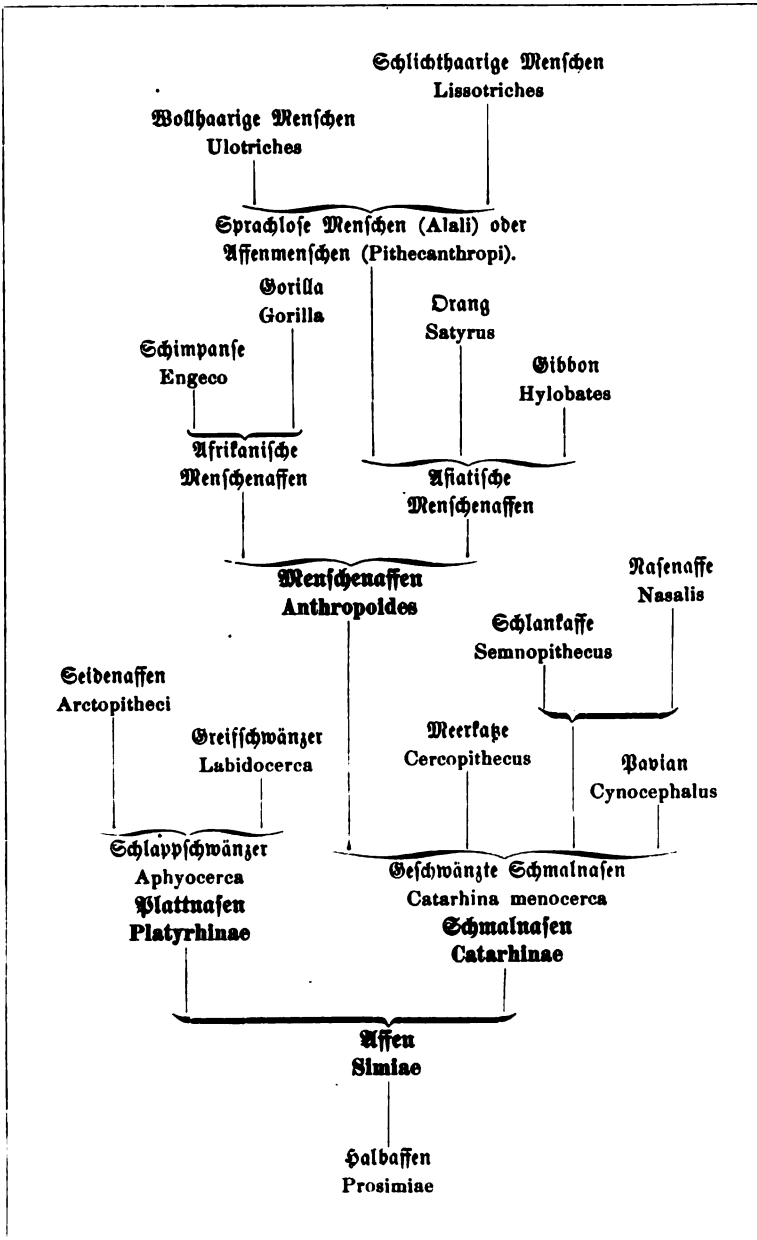 Schlichthaarige Menschen
Lissotriches
Wollhaarige Menschen
Ulotriches
Sprachlose Menschen (Alali) oder
Affenmenschen (Pithecanthropi).
Gorilla
Gorilla
Orang
Satyrus
Schimpanse
Engeco
Gibbon
Hylobates
Afrikanische
Menschenaffen
Asiatische
Menschenaffen
Menschenaffen
Anthropoides
Nasenaffe
Nasalis
Schlankaffe
Semnopithecus
Seidenaffen
Arctopitheci
Greifschwänzer
Labidocerca
Meerkatze
Cercopithecus
Pavian
Cynocephalus
Schlappschwänzer
Aphyocerca
Plattnasen
Platyrhinae
Geschwänzte Schmalnasen
Catarhina menocerca
Schmalnasen
Catarhinae
Affen
Simiae
Halbaffen
Prosimiae